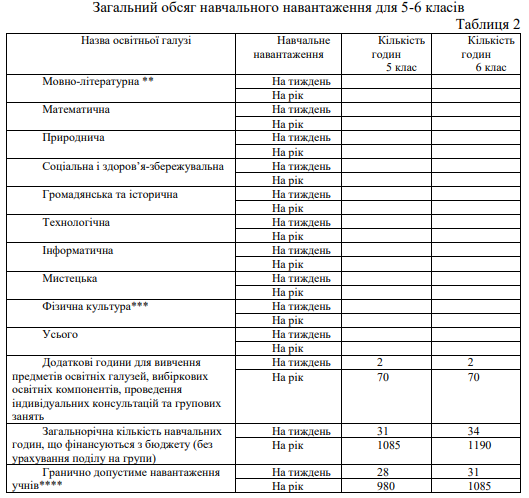 Загальний обсяг навчального навантаження для 5-6 класів
Таблиця 2
Назва освітньої галузі Навчальне навантаження Кількість годин 5 клас Кількість годин 6 клас
Мовно-літературна ** На тиждень
На рік
Математична На тиждень
На рік
Природнича На тиждень
На рік
Соціальна і здоров’я-збережувальна На тиждень
На рік
Громадянська та історична На тиждень
На рік
Технологічна На тиждень
На рік
Інформатична На тиждень
На рік
Мистецька На тиждень
На рік
Фізична культура*** На тиждень
На рік
Усього На тиждень
На рік
Додаткові години для вивчення На тиждень 2 2
предметів освітніх галузей, вибіркових На рік 70 70
освітніх компонентів, проведення
індивідуальних консультацій та групових
занять
Загальнорічна кількість навчальних На тиждень 31 34
годин, що фінансуються з бюджету (без На рік 1085 1190
урахування поділу на групи)
Гранично допустиме навантаження На тиждень 28 31
учнів**** На рік 980 1085